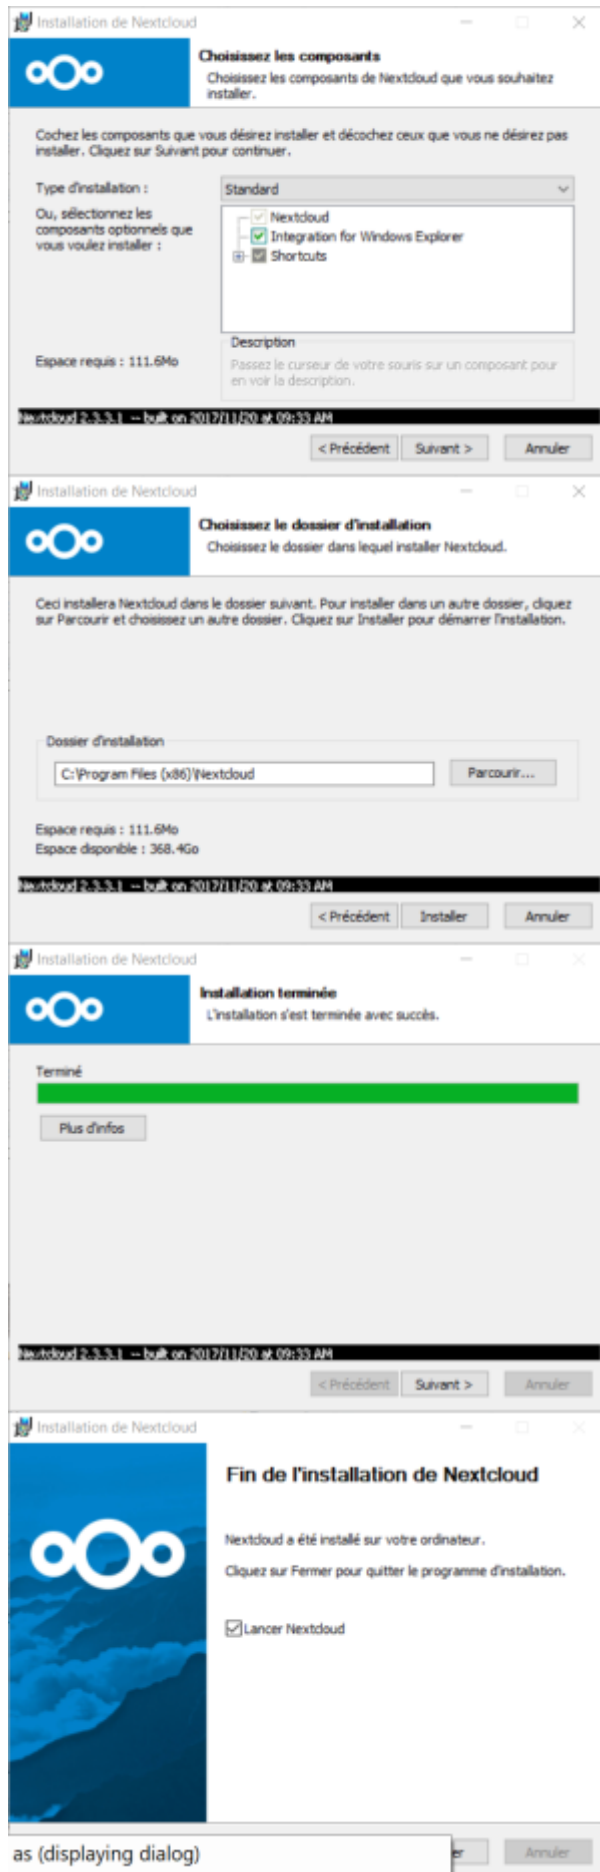 Installation de Nextcloud
Choisissez les composants
Choisissez les composants de Nextcloud que vous souhaitez
installer.
Cochez les composants que vous désirez installer et décochez ceux que vous ne désirez pas
installer. Cliquez sur Suivant pour continuer.
Type d'installation :
Standard
Ou, sélectionnez les
composants optionnels que
vous voulez installer :
Nextcloud
Integration for Windows Explorer
Shortcuts
Description
Passez le curseur de votre souris sur un composant pour
en voir la description.
Espace requis : 111.6Mo
Nextcloud 2.3.3.1 -- built on 2017/11/20 at 09:33 AM
< Précédent
Suivant >
Annuler
Installation de Nextcloud
Choisissez le dossier d'installation
Choisissez le dossier dans lequel installer Nextcloud.
Ceci installera Nextcloud dans le dossier suivant. Pour installer dans un autre dossier, cliquez
sur Parcourir et choisissez un autre dossier. Cliquez sur Installer pour démarrer l'installation.
Dossier d'installation
C:\Program Files (x86)\Nextcloud
Parcourir...
Espace requis : 111.6Mo
Espace disponible : 368.4Go
Nextcloud 2.3.3.1 -- built on 2017/11/20 at 09:33 AM
< Précédent
Installer
Annuler
Installation de Nextcloud
Installation terminée
L'installation s'est terminée avec succès.
Terminé
Plus d'infos
Nextcloud 2.3.3.1 -- built on 2017/11/20 at 09:33 AM
< Précédent
Suivant >
Annuler
Installation de Nextcloud
Fin de l'installation de Nextcloud
Nextcloud a été installé sur votre ordinateur.
Cliquez sur Fermer pour quitter le programme d'installation.
Lancer Nextcloud
as (displaying dialog)
er
Annuler